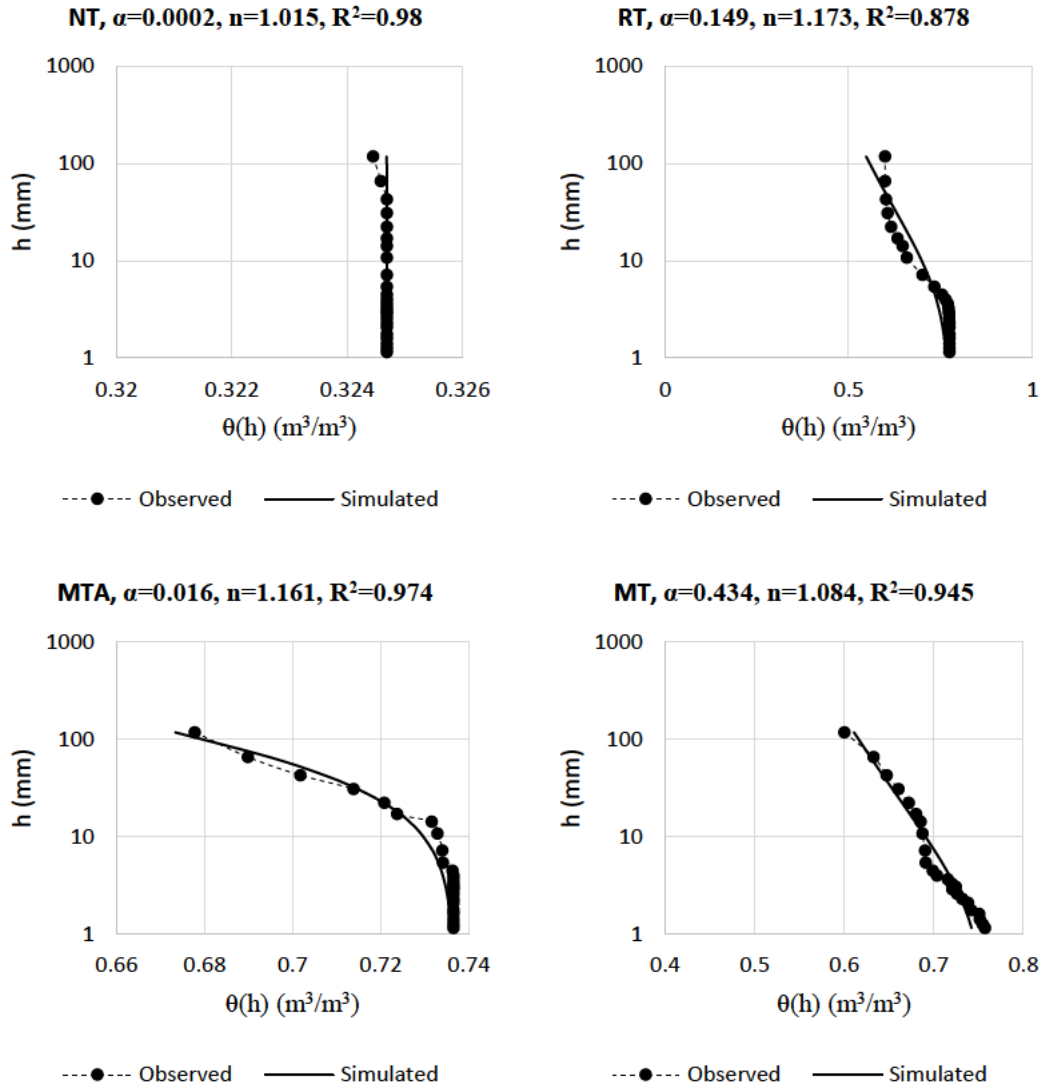 NT, α=0.0002, n=1.015, R²=0.98
1000
100
10
1
h (mm)
0.32
0.322
0.324
0.326
θ(h) (m³/m³)
Observed
Simulated
RT, α=0.149, n=1.173, R²=0.878
1000
100
10
1
h (mm)
0
0.5
1
θ(h) (m³/m³)
Observed
Simulated
MTA, α=0.016, n=1.161, R²=0.974
1000
100
10
1
h (mm)
0.66
0.68
0.7
0.72
0.74
θ(h) (m³/m³)
Observed
Simulated
MT, α=0.434, n=1.084, R²=0.945
1000
100
10
1
h (mm)
0.4
0.5
0.6
0.7
0.8
θ(h) (m³/m³)
Observed
Simulated